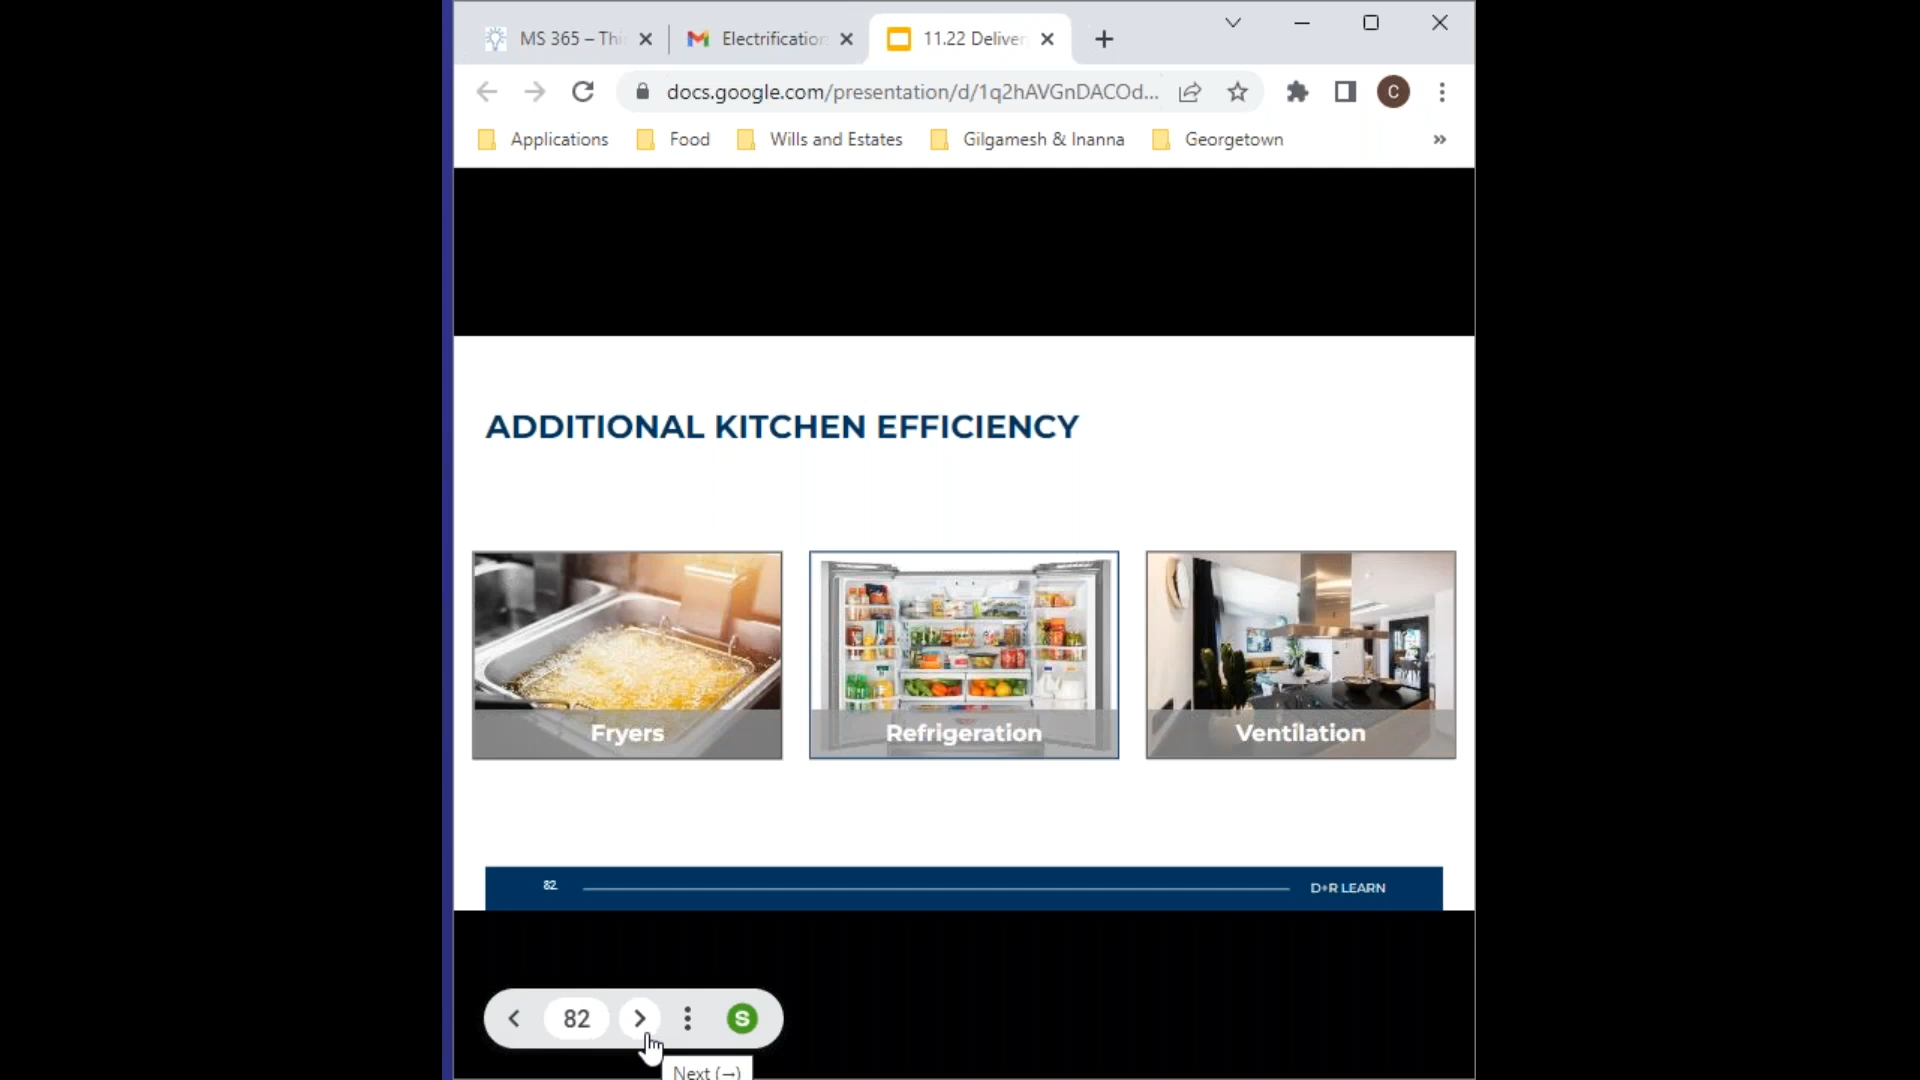 MS 365 – Thi
Electrification
11.22 Deliver
docs.google.com/presentation/d/1q2hAVGnDACOd...
C
Applications
Food
Wills and Estates
Gilgamesh & Inanna
Georgetown
»
ADDITIONAL KITCHEN EFFICIENCY
Fryers
Refrigeration
Ventilation
82
D+R LEARN
82
S
Next (→)